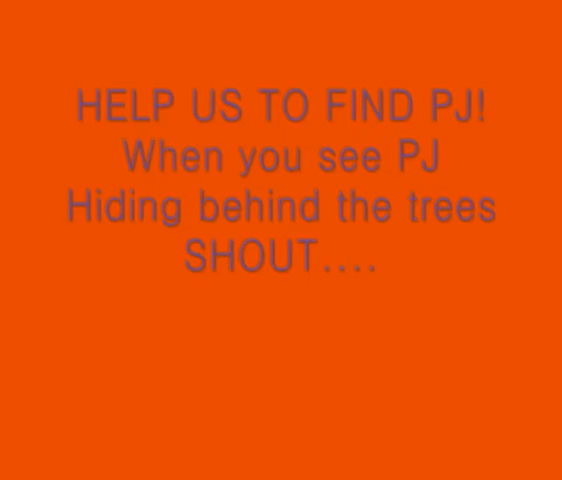 HELP US TO FIND PJ!
When you see PJ
Hiding behind the trees
SHOUT....